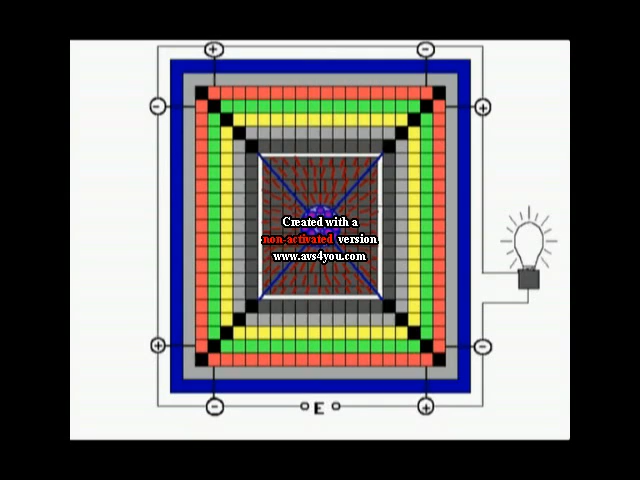 +
−
−
+
Created with a
non-activated version
www.avs4you.com
+
−
−
E
+